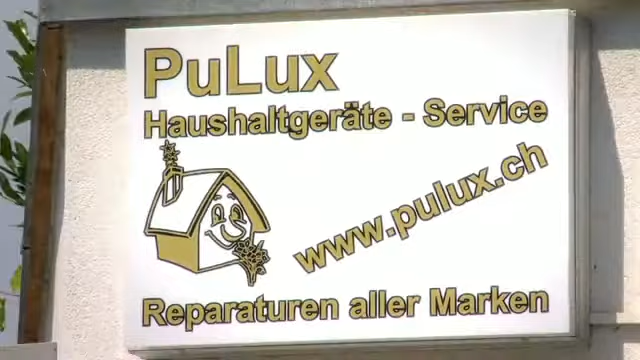 PuLux
Haushaltgeräte - Service
www.pulux.ch
Reparaturen aller Marken